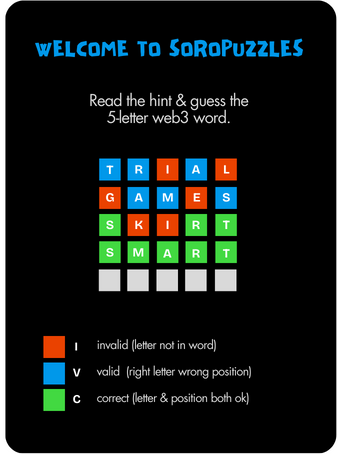 WELCOME TO SOROPUZZLES
Read the hint & guess the
5-letter web3 word.
T R I A L
G A M E S
S K I R T
S M A R T
I invalid (letter not in word)
V valid (right letter wrong position)
C correct (letter & position both ok)